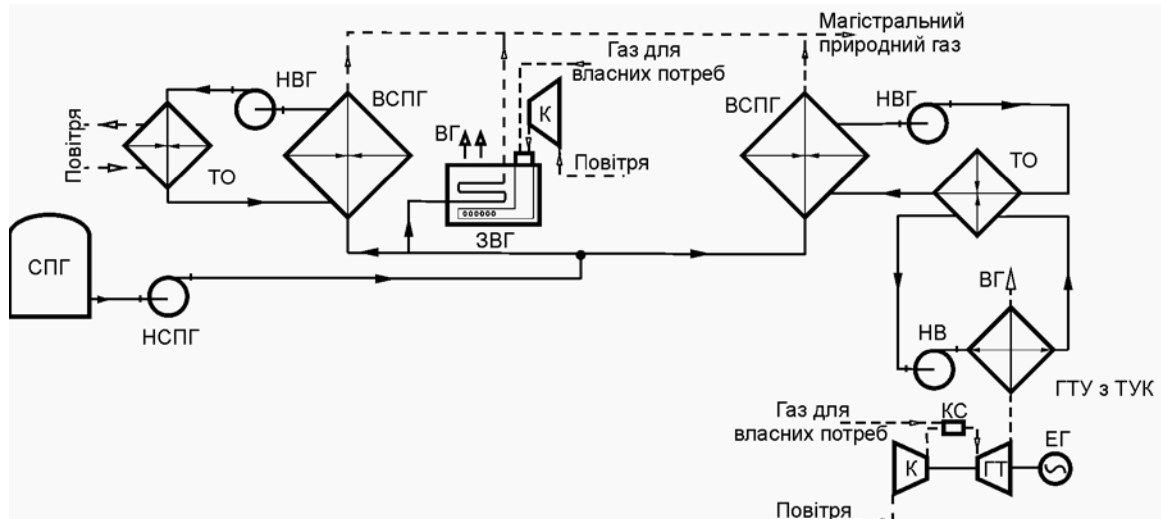 Магістральний
природний газ
Газ для
власних потреб
НВГ
ВСПГ
К
ВСПГ
НВГ
ВГ
Повітря
Повітря
ТО
ТО
ЗВГ
СПГ
ВГ
НСПГ
НВ
ГТУ з ТУК
Газ для
власних потреб
КС
ЕГ
К
ГТ
Повітря